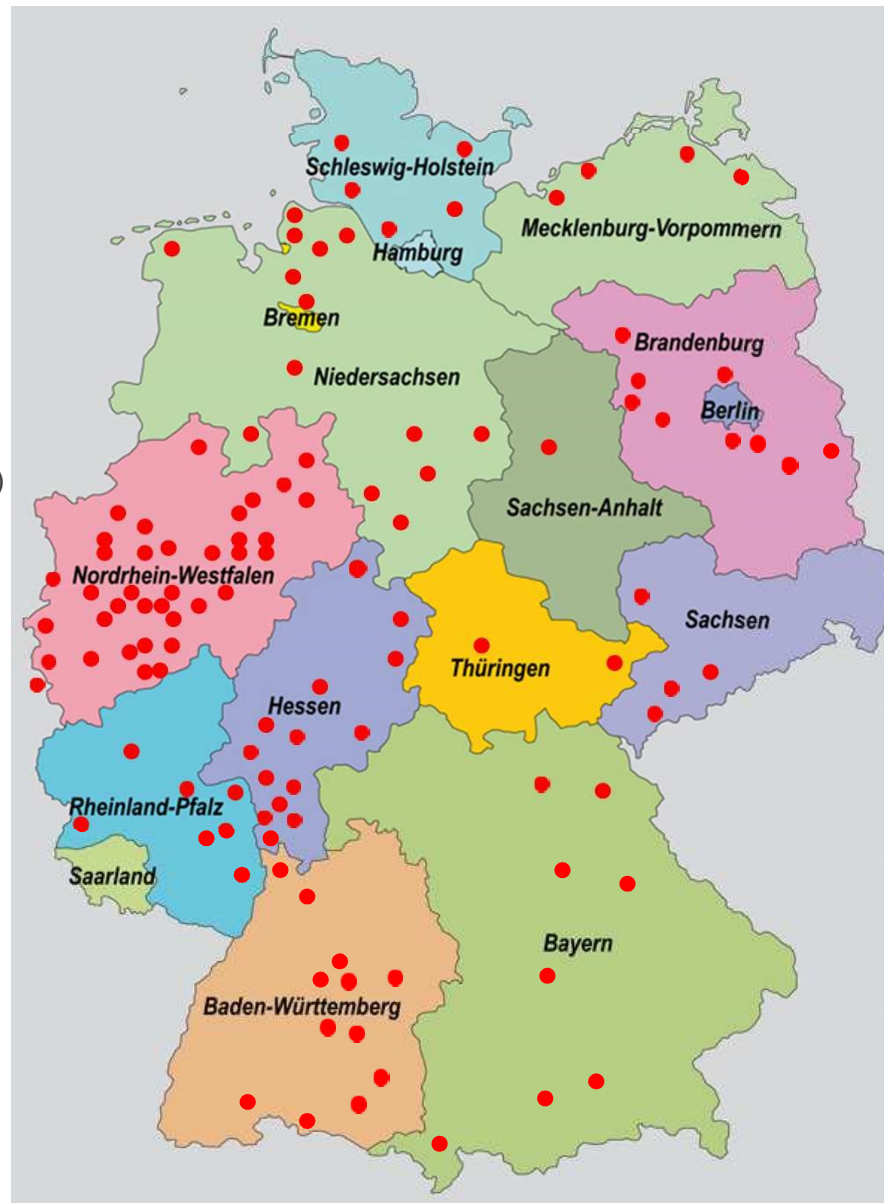 Schleswig-Holstein
Mecklenburg-Vorpommern
Hamburg
Bremen
Brandenburg
Niedersachsen
Berlin
)
Sachsen-Anhalt
Nordrhein-Westfalen
Sachsen
Thüringen
Hessen
Rheinland-Pfalz
Saarland
Bayern
Baden-Württemberg